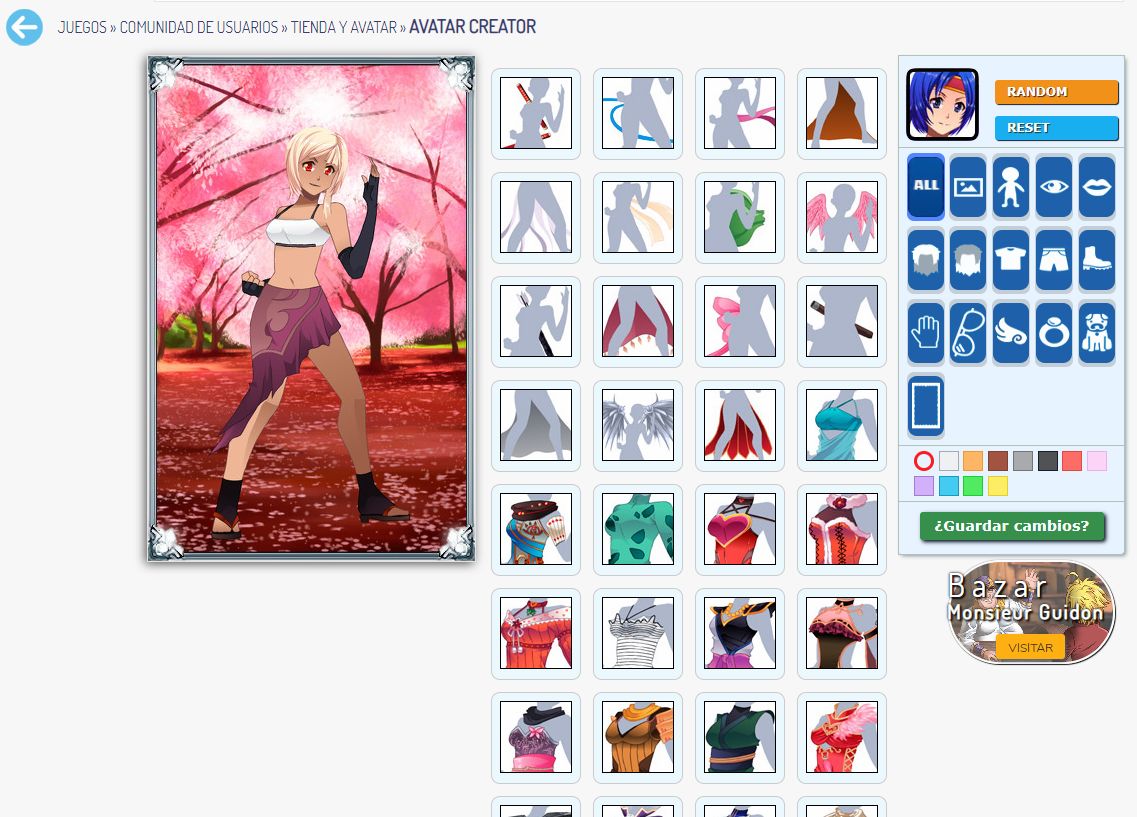 JUEGOS » COMUNIDAD DE USUARIOS » TIENDA Y AVATAR » AVATAR CREATOR
RANDOM
RESET
ALL
¿Guardar cambios?
Bazar
Monsieur Guidon
VISITAR